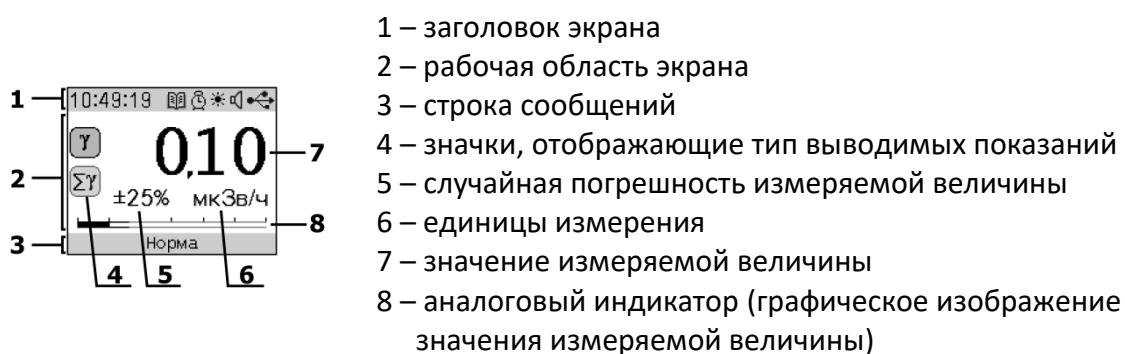 1 – заголовок экрана
2 – рабочая область экрана
3 – строка сообщений
4 – значки, отображающие тип выводимых показаний
5 – случайная погрешность измеряемой величины
6 – единицы измерения
7 – значение измеряемой величины
8 – аналоговый индикатор (графическое изображение
значения измеряемой величины)
1
10:49:19
γ
0,10
7
2
Σγ
±25% мкЗв/ч
8
3
Норма
4 5 6